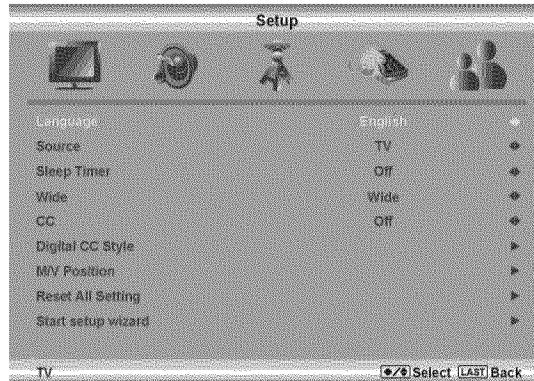 Setup
Language English
Source TV
Sleep Timer Off
Wide Wide
CC Off
Digital CC Style
M/V Position
Reset All Setting
Start setup wizard
TV Select LAST Back